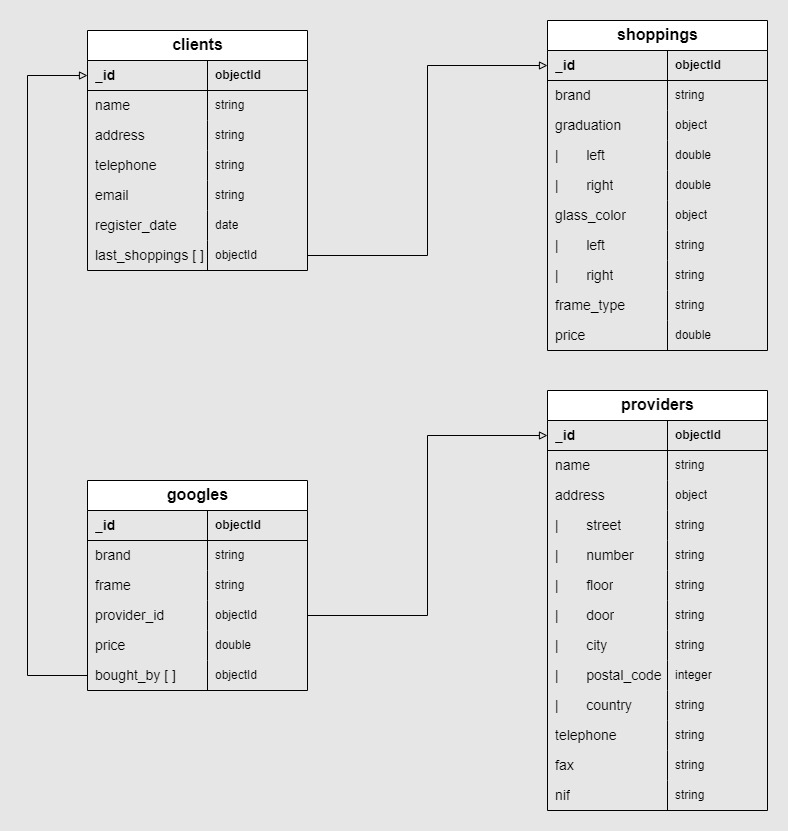 clients
_id objectId
name string
address string
telephone string
email string
register_date date
last_shoppings [ ] objectId
shoppings
_id objectId
brand string
graduation object
| left double
| right double
glass_color object
| left string
| right string
frame_type string
price double
googles
_id objectId
brand string
frame string
provider_id objectId
price double
bought_by [ ] objectId
providers
_id objectId
name string
address object
| street string
| number string
| floor string
| door string
| city string
| postal_code integer
| country string
telephone string
fax string
nif string